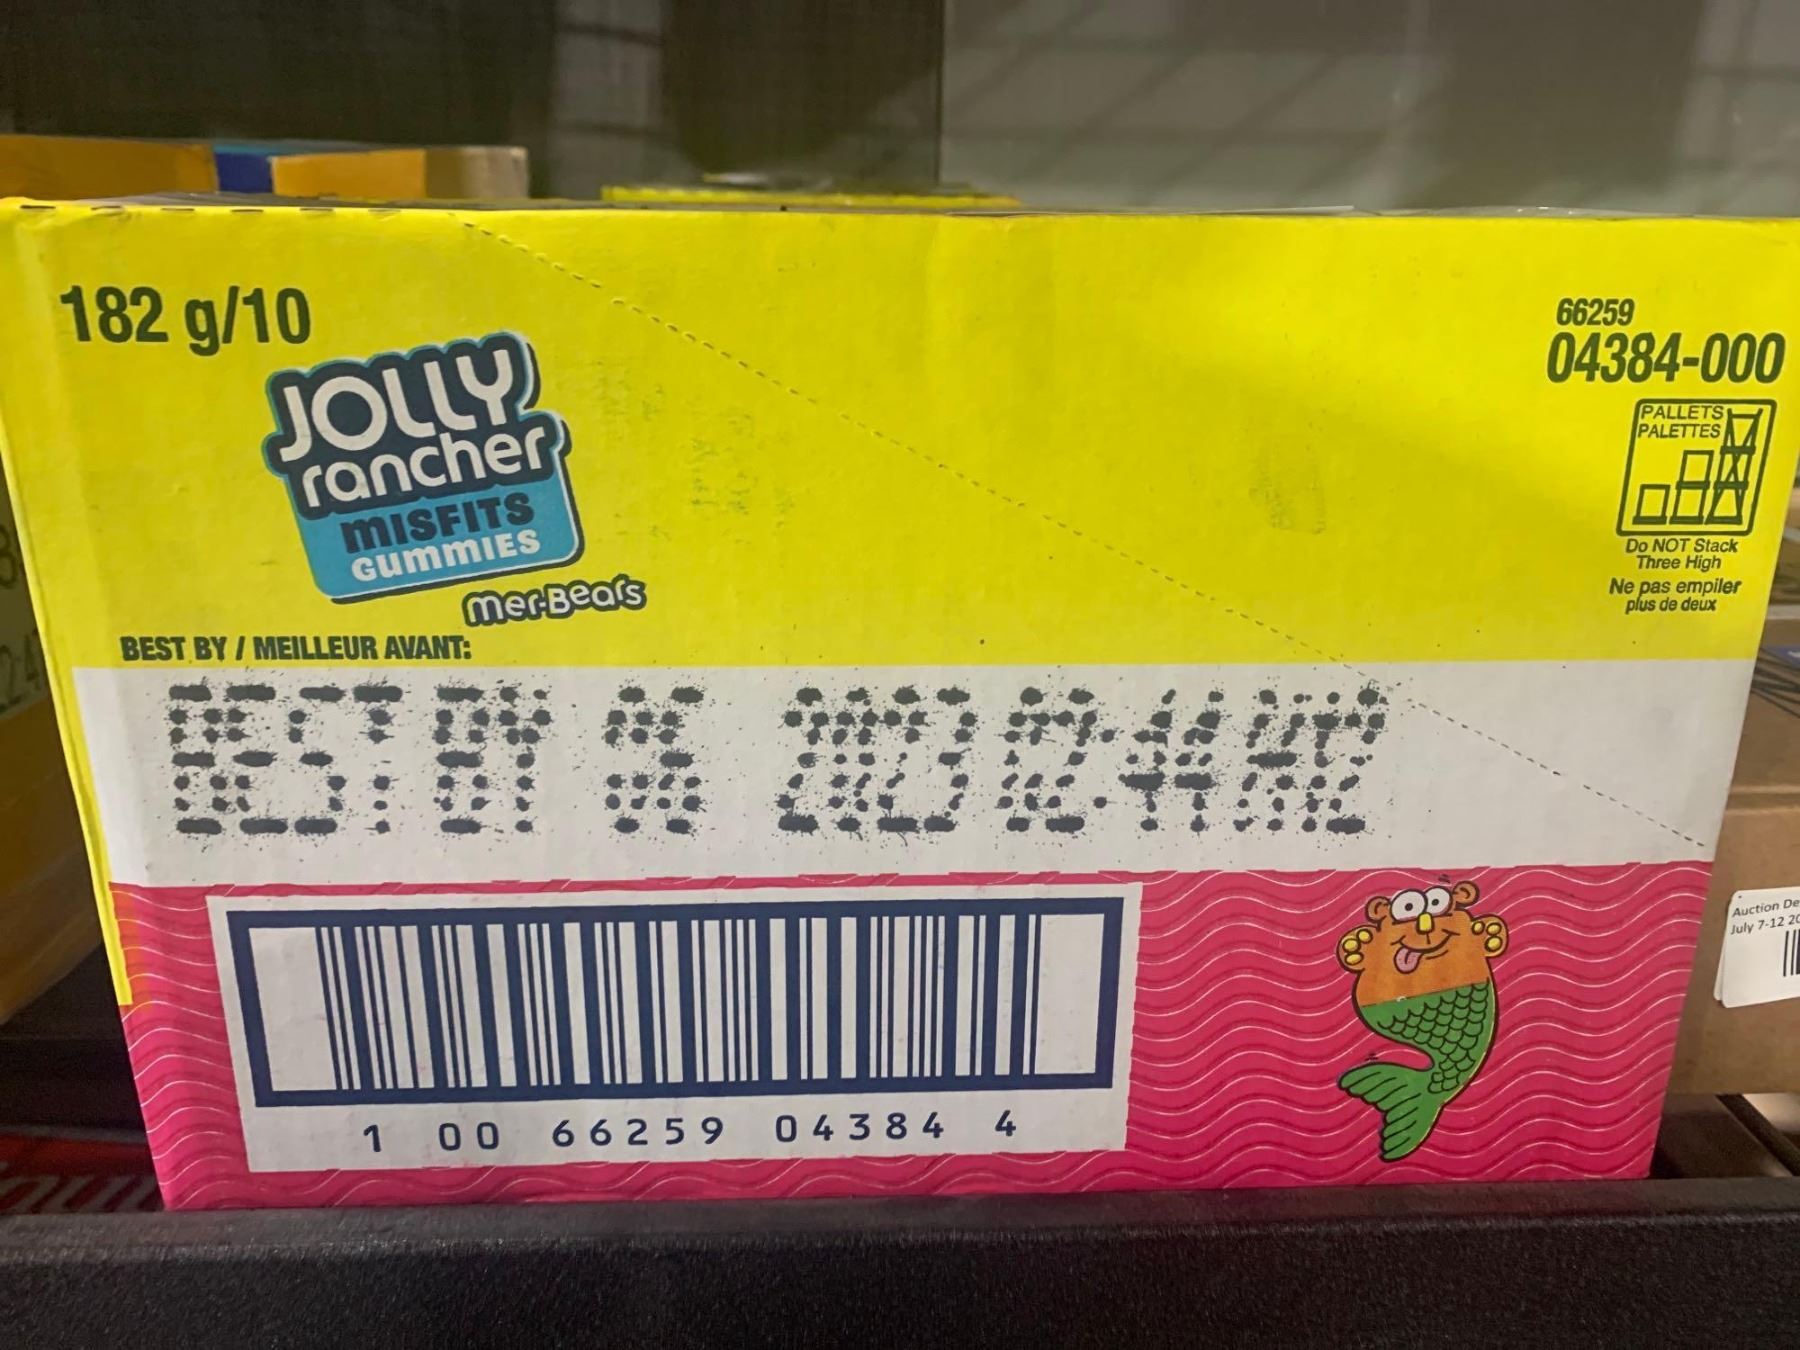 182 g/10
JOLLY
rancher
MISFITS
GUMMIES
Mer-Bears
BEST BY / MEILLEUR AVANT:
66259
04384-000
PALLETS
PALETTES
Do NOT Stack
Three High
Ne pas empiler
plus de deux
BEST BY
1 00 66259 04384 4
Auction De
July 7-12 20